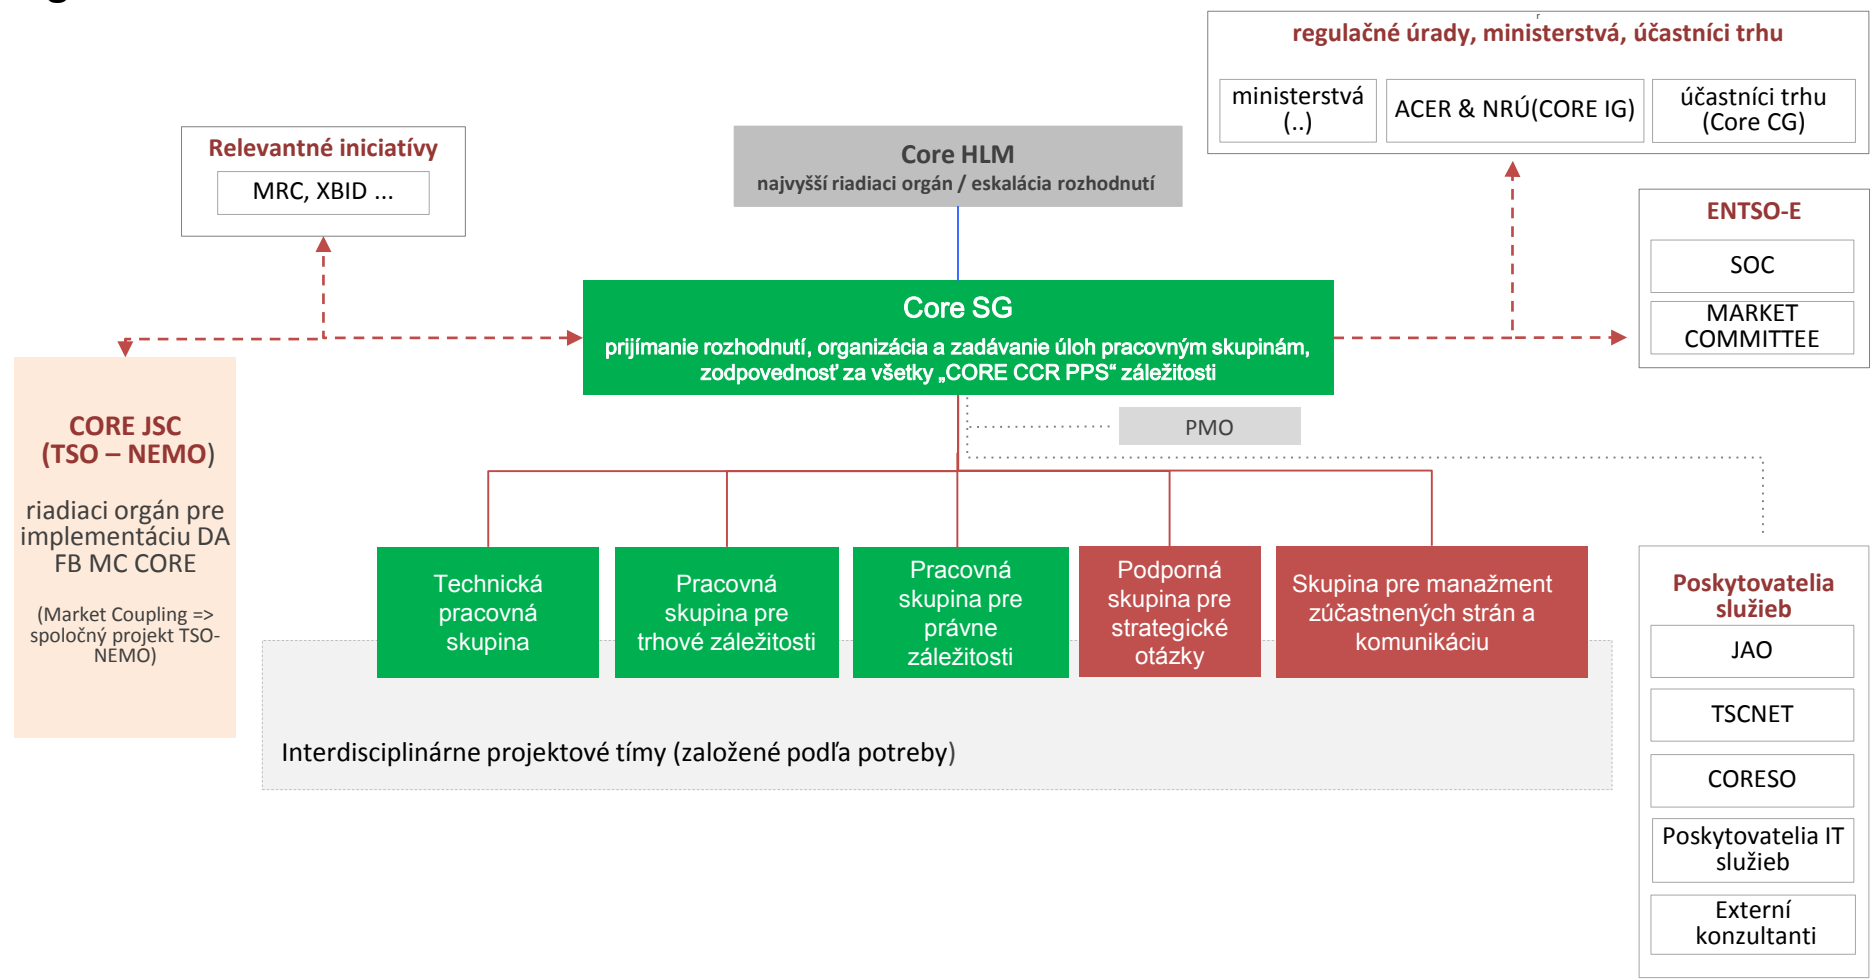 regulačné úrady, ministerstvá, účastníci trhu
ministerstvá
(..)
ACER & NRÚ(CORE IG)
účastníci trhu
(Core CG)
Relevantné iniciatívy
MRC, XBID ...
Core HLM
najvyšší riadiaci orgán / eskalácia rozhodnutí
ENTSO-E
SOC
MARKET
COMMITTEE
Core SG
prijímanie rozhodnutí, organizácia a zadávanie úloh pracovným skupinám,
zodpovednosť za všetky „CORE CCR PPS“ záležitosti
CORE JSC
(TSO – NEMO)
riadiaci orgán pre
implementáciu DA
FB MC CORE
(Market Coupling =>
spoločný projekt TSO-
NEMO)
PMO
Technická
pracovná
skupina
Pracovná
skupina pre
trhové záležitosti
Pracovná
skupina pre
právne
záležitosti
Podporná
skupina pre
strategické
otázky
Skupina pre manažment
zúčastnených strán a
komunikáciu
Interdisciplinárne projektové tímy (založené podľa potreby)
Poskytovatelia
služieb
JAO
TSCNET
CORESO
Poskytovatelia IT
služieb
Externí
konzultanti